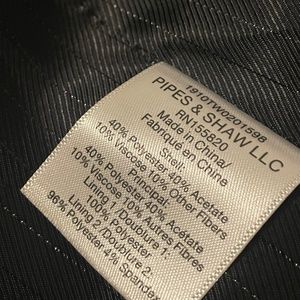 1910TW0201598
PIPES & SHAW LLC
RN155820
Made in China/
Fabriqué en Chine
Shell:
40% Polyester 40% Acetate
10% Viscose 10% Other Fibers
Principal:
40% Polyester 40% Acetate
10% Viscose 10% Autres Fibres
Lining 1/Doublure 1:
100% Polyester
Lining 2 /Doublure 2:
96% Polyester 4% Spandex